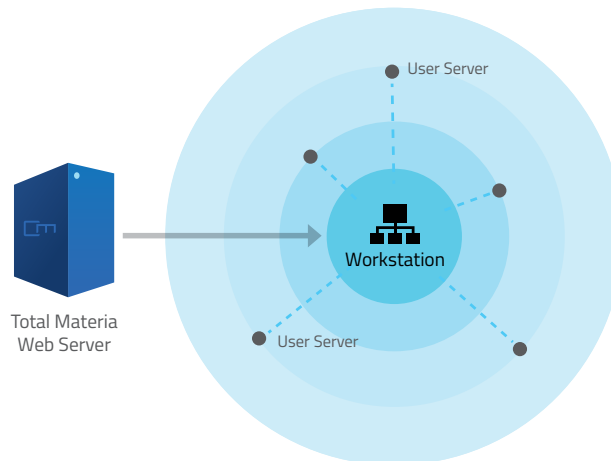 User Server
Workstation
Total Materia
Web Server
User Server